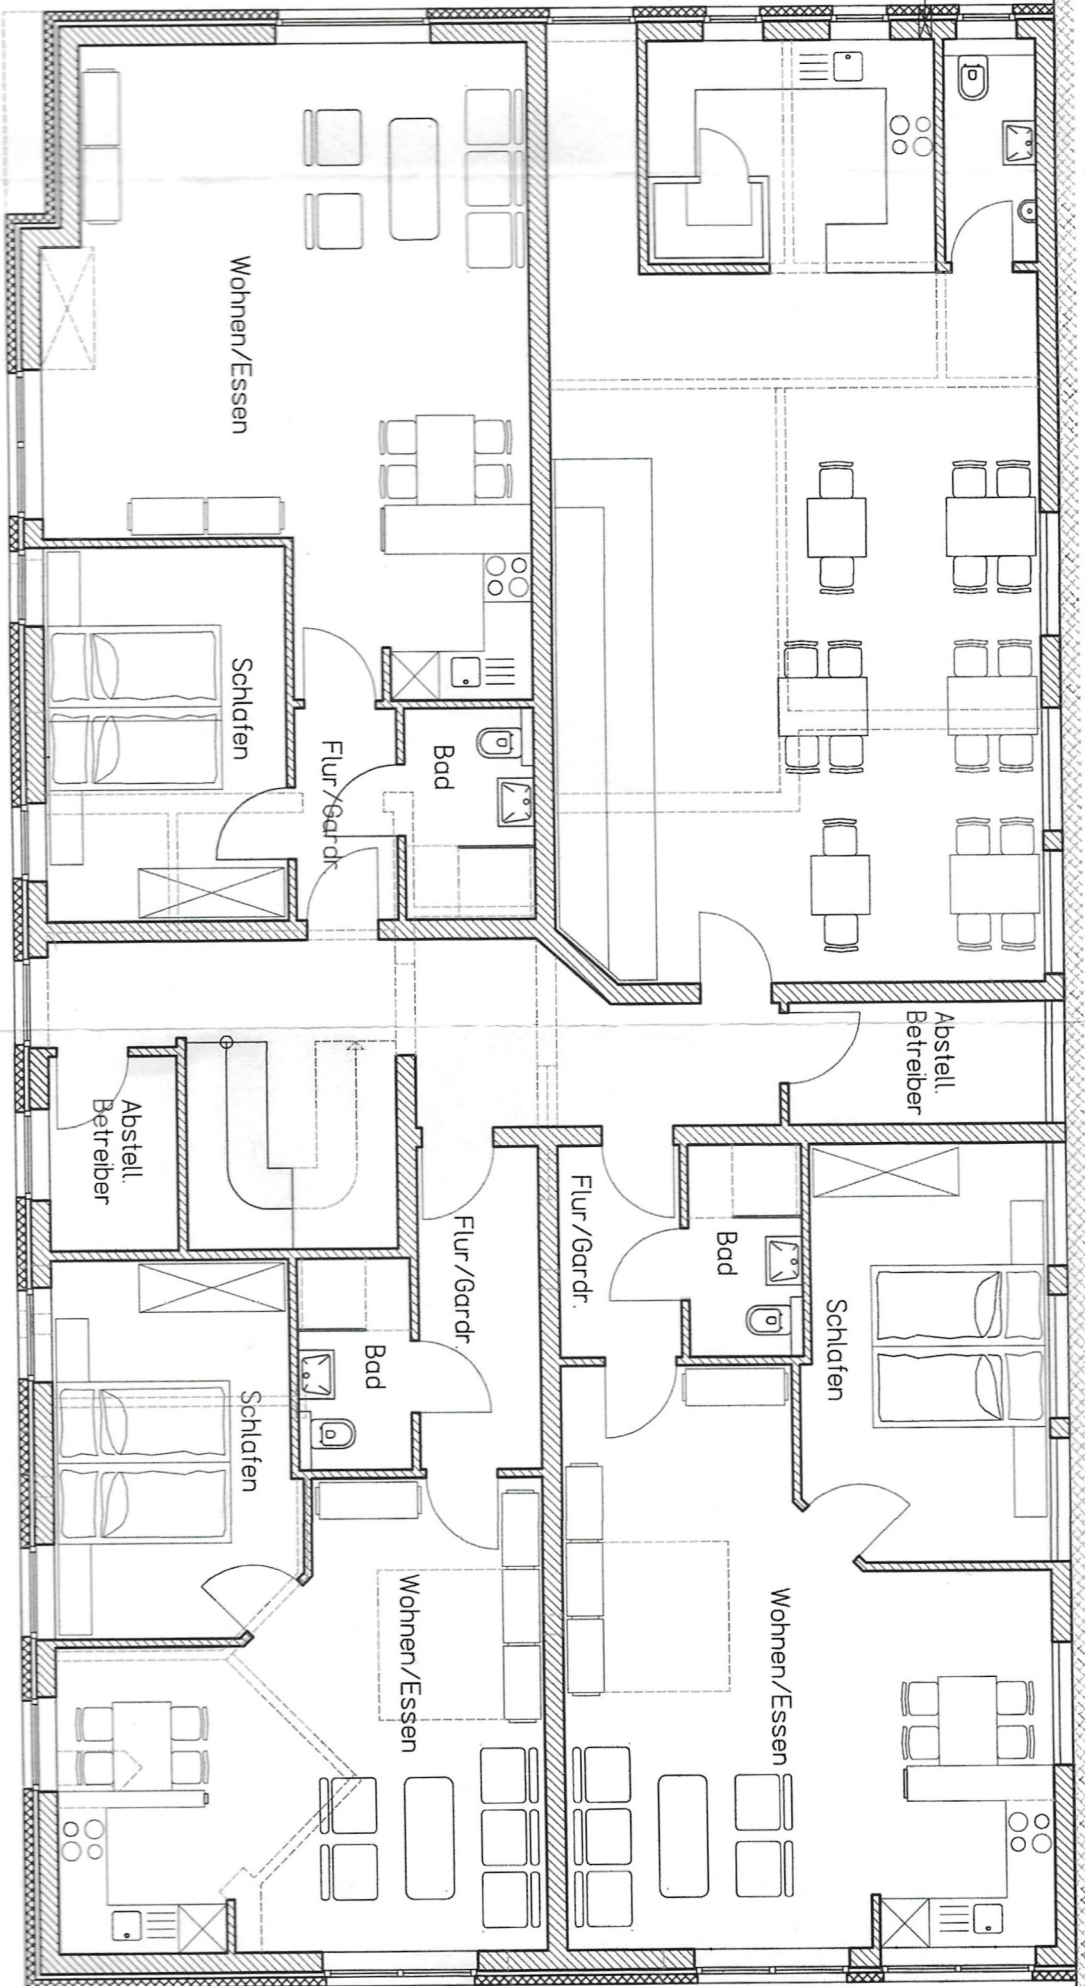 Wohnen/Essen
Schlafen
Flur/Gardr.
Bad
Abstell.
Betreiber
Abstell.
Betreiber
Flur/Gardr.
Bad
Schlafen
Flur/Gardr.
Bad
Schlafen
Wohnen/Essen
Wohnen/Essen